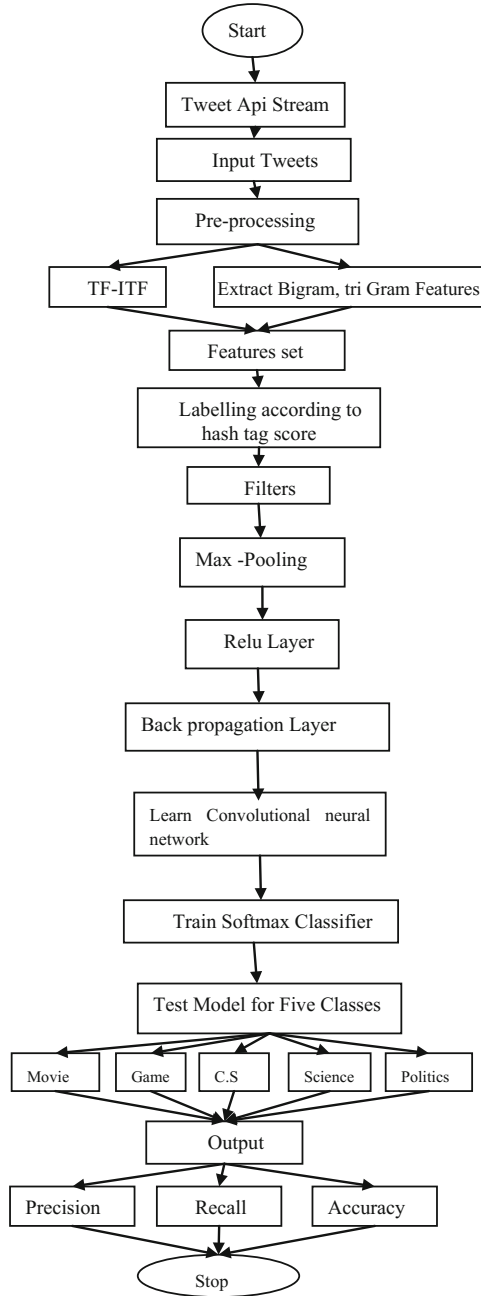 Start
Tweet Api Stream
Input Tweets
Pre-processing
TF-ITF
Extract Bigram, tri Gram Features
Features set
Labelling according to
hash tag score
Filters
Max -Pooling
Relu Layer
Back propagation Layer
Learn Convolutional neural
network
Train Softmax Classifier
Test Model for Five Classes
Movie
Game
C.S
Science
Politics
Output
Precision
Recall
Accuracy
Stop